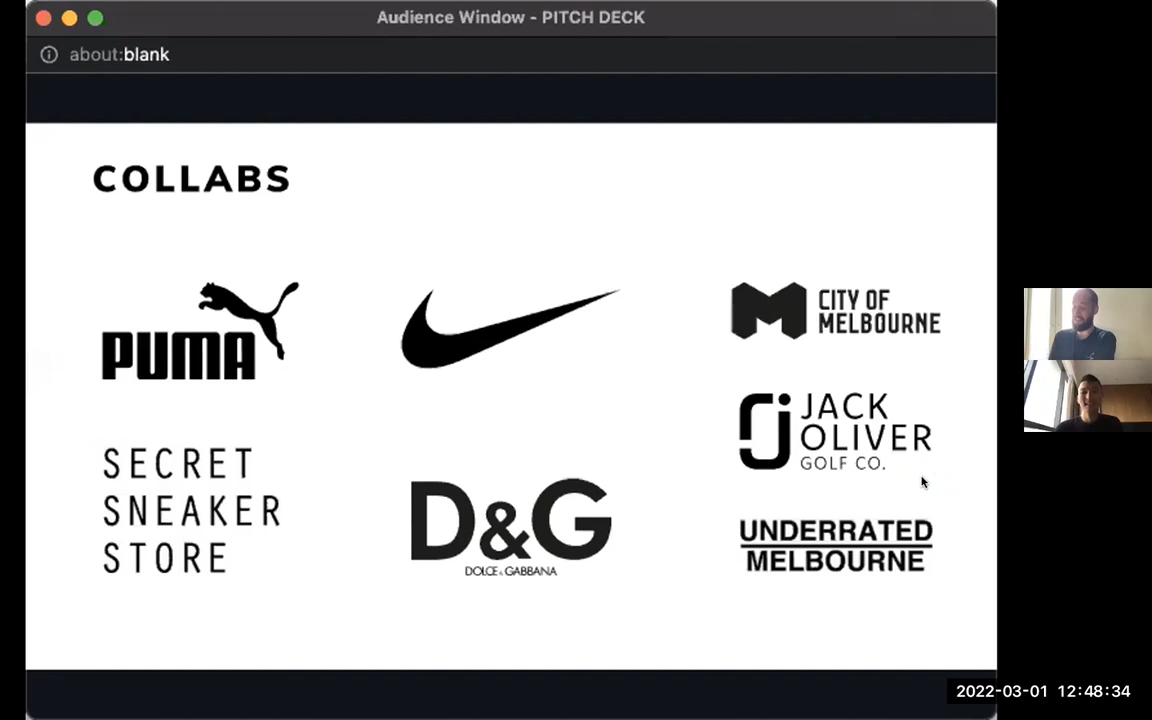 Audience Window - PITCH DECK
about:blank
COLLABS
PUMA
CITY OF
MELBOURNE
JACK
OLIVER
GOLF CO.
SECRET
SNEAKER
STORE
D&G
DOLCE & GABBANA
UNDERRATED
MELBOURNE
2022-03-01 12:48:34